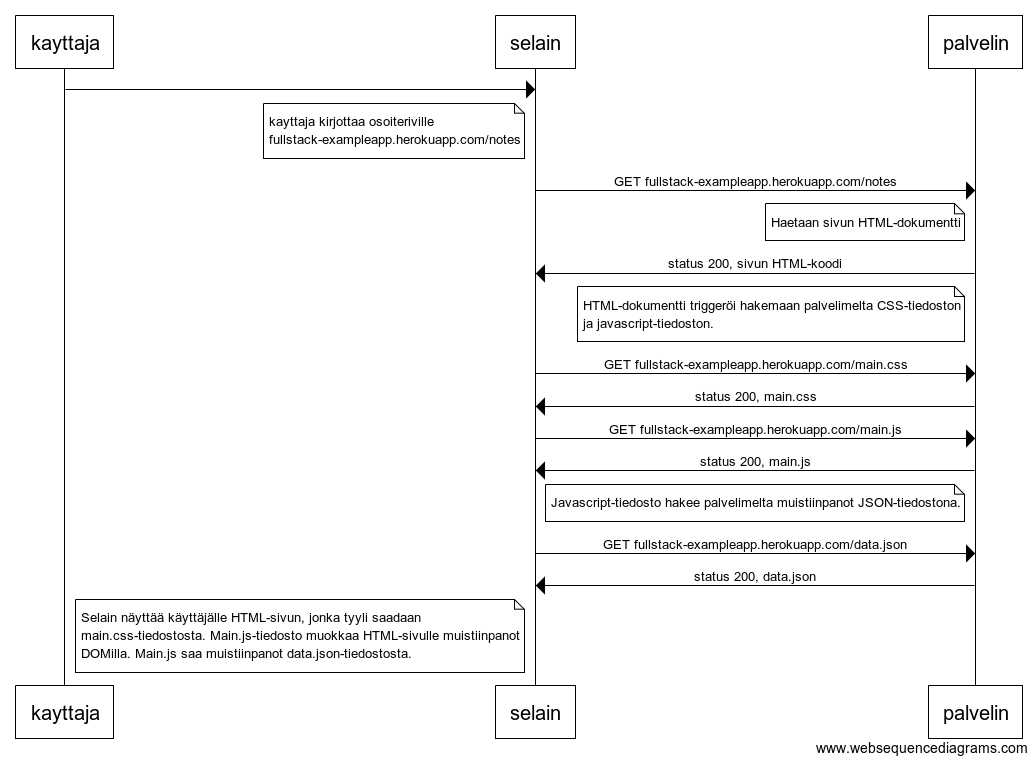 kayttaja
selain
palvelin
kayttaja kirjottaa osoiteriville
fullstack-exampleapp.herokuapp.com/notes
GET fullstack-exampleapp.herokuapp.com/notes
Haetaan sivun HTML-dokumentti
status 200, sivun HTML-koodi
HTML-dokumentti triggeröi hakemaan palvelimelta CSS-tiedoston
ja javascript-tiedoston.
GET fullstack-exampleapp.herokuapp.com/main.css
status 200, main.css
GET fullstack-exampleapp.herokuapp.com/main.js
status 200, main.js
Javascript-tiedosto hakee palvelimelta muistiinpanot JSON-tiedostona.
GET fullstack-exampleapp.herokuapp.com/data.json
status 200, data.json
Selain näyttää käyttäjälle HTML-sivun, jonka tyyli saadaan
main.css-tiedostosta. Main.js-tiedosto muokkaa HTML-sivulle muistiinpanot
DOMilla. Main.js saa muistiinpanot data.json-tiedostosta.
kayttaja
selain
palvelin
www.websequencediagrams.com